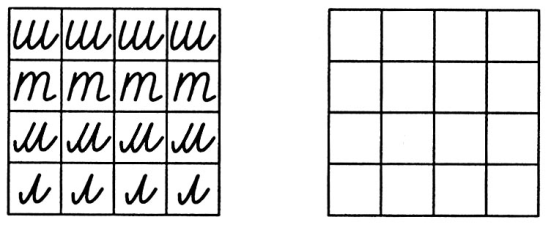 ш ш ш ш
т т т т
м м м м
л л л л